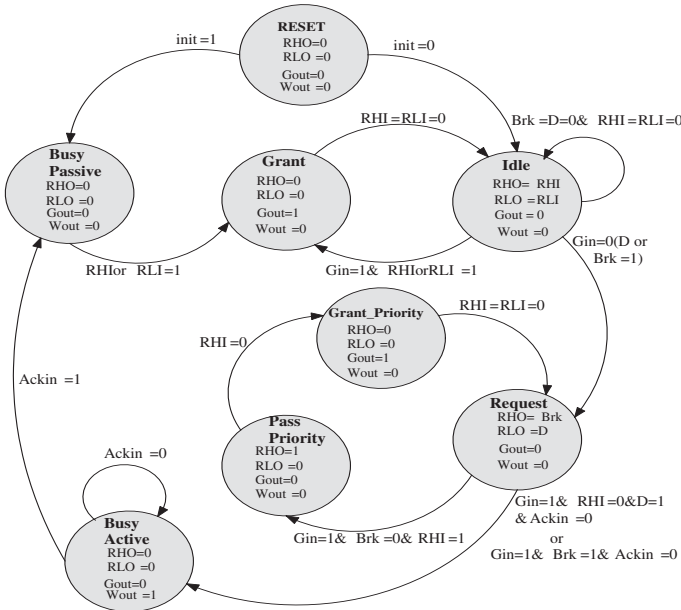 RESET
RHO=0
RLO =0
Gout=0
Wout =0
init=1
init=0
Brk =D=0& RHI=RLI=0
RHI=RLI=0
Busy
Passive
RHO=0
RLO =0
Gout=0
Wout =0
Grant
RHO=0
RLO =0
Gout=1
Wout =0
Idle
RHO= RHI
RLO =RLI
Gout = 0
Wout =0
RHIor RLI=1
Gin=1& RHIorRLI =1
Gin=0(D or
Brk =1)
Grant_Priority
RHO=0
RLO =0
Gout=1
Wout =0
RHI=RLI=0
RHI=0
Ackin =1
Request
RHO= Brk
RLO =D
Gout=0
Wout =0
Pass
Priority
RHO=1
RLO =0
Gout=0
Wout =0
Ackin =0
Gin=1& Brk =0& RHI=1
Gin=1& RHI=0&D=1
&Ackin =0
or
Gin=1& Brk=1& Ackin =0
Busy
Active
RHO=0
RLO =0
Gout=0
Wout =1